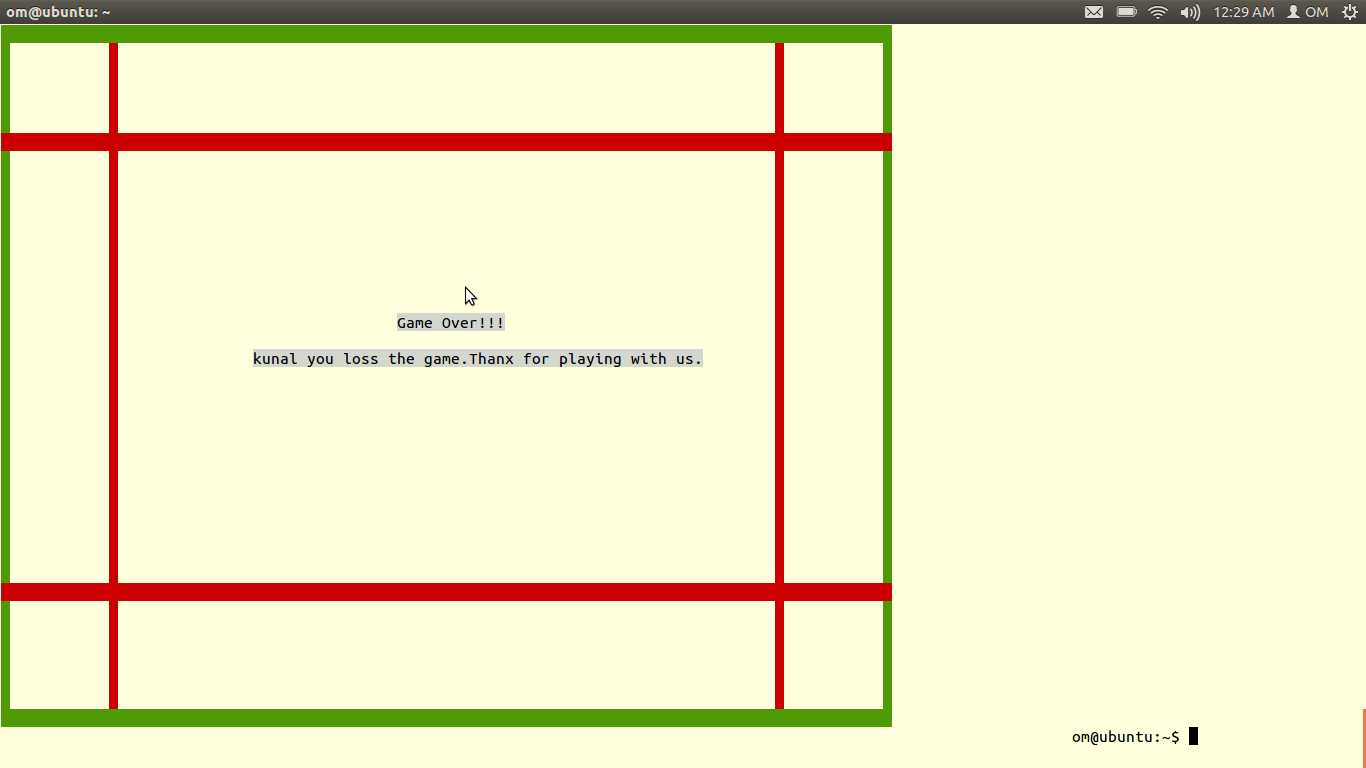 om@ubuntu: ~
12:29 AM OM
Game Over!!!
kunal you loss the game.Thanx for playing with us.
om@ubuntu:~$